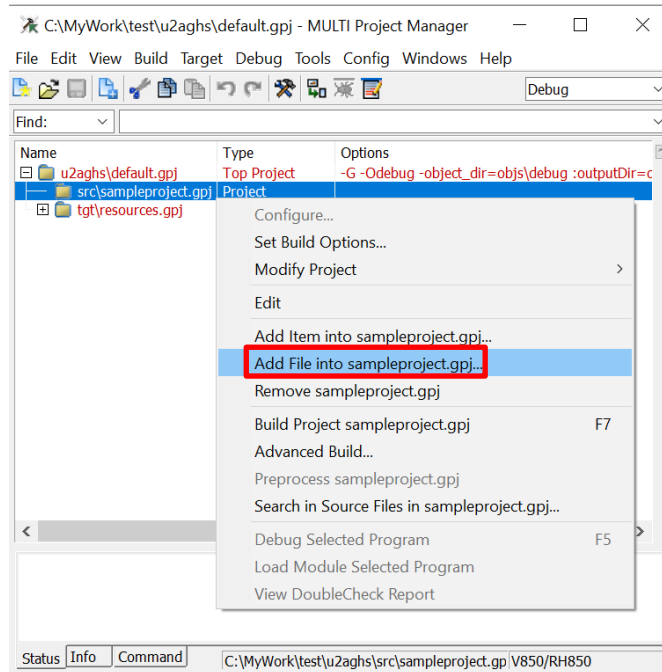 C:\MyWork\test\u2aghs\default.gpj - MULTI Project Manager
File Edit View Build Target Debug Tools Config Windows Help
Debug
Find:
Name Type Options
u2aghs\default.gpj Top Project -G -Odebug -object_dir=objs\debug :outputDir=c
src\sampleproject.gpj Project
tgt\resources.gpj
Configure...
Set Build Options...
Modify Project
Edit
Add Item into sampleproject.gpj...
Add File into sampleproject.gpj...
Remove sampleproject.gpj
Build Project sampleproject.gpj F7
Advanced Build...
Preprocess sampleproject.gpj
Search in Source Files in sampleproject.gpj...
Debug Selected Program F5
Load Module Selected Program
View DoubleCheck Report
Status Info Command C:\MyWork\test\u2aghs\src\sampleproject.gp V850/RH850